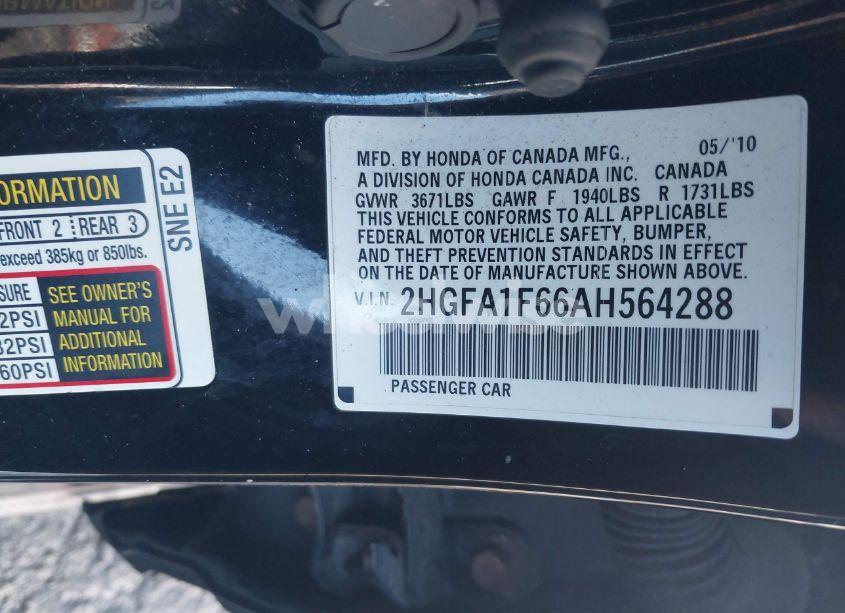 MFD. BY HONDA OF CANADA MFG., 05/'10
A DIVISION OF HONDA CANADA INC. CANADA
GVWR 3671LBS GAWR F 1940LBS R 1731LBS
THIS VEHICLE CONFORMS TO ALL APPLICABLE
FEDERAL MOTOR VEHICLE SAFETY, BUMPER,
AND THEFT PREVENTION STANDARDS IN EFFECT
ON THE DATE OF MANUFACTURE SHOWN ABOVE.
V.I.N. 2HGFA1F66AH564288
PASSENGER CAR
ORMATION
FRONT 2 REAR 3
exceed 385kg or 850lbs.
SURE
2PSI
32PSI
60PSI
SEE OWNER'S
MANUAL FOR
ADDITIONAL
INFORMATION
SNE E2
wheelwise